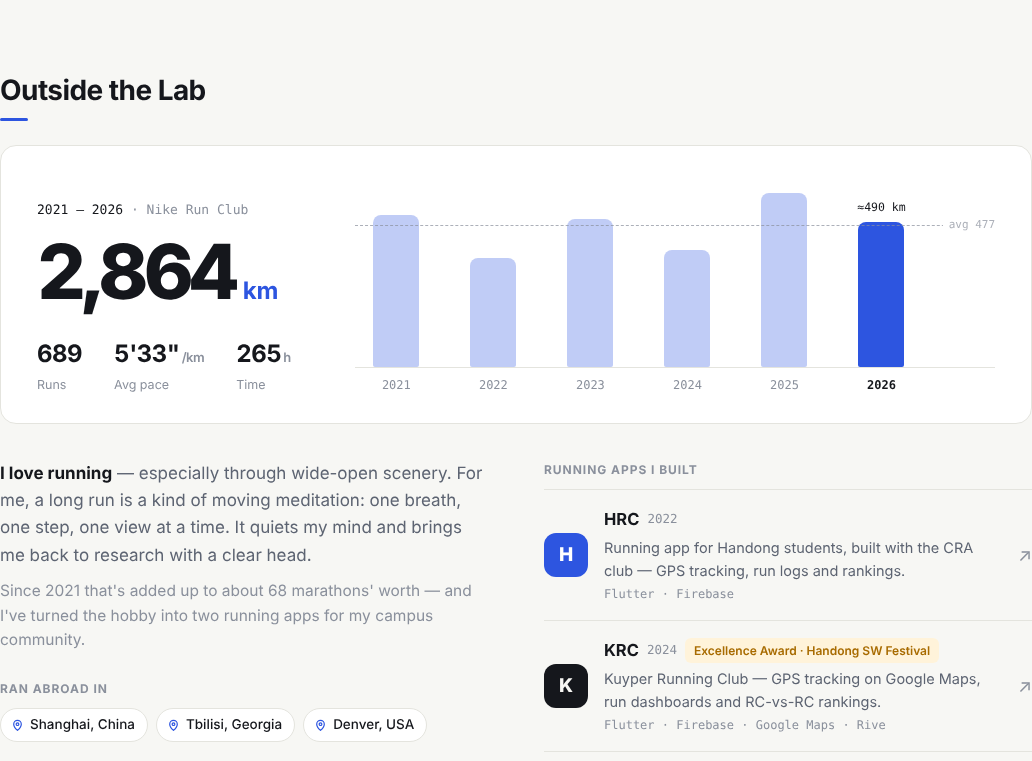 Outside the Lab
2021 — 2026 · Nike Run Club
2,864 km
689
Runs
5'33" /km
Avg pace
265 h
Time
≈490 km
avg 477
2021 2022 2023 2024 2025 2026
I love running — especially through wide-open scenery. For
me, a long run is a kind of moving meditation: one breath,
one step, one view at a time. It quiets my mind and brings
me back to research with a clear head.
Since 2021 that's added up to about 68 marathons' worth — and
I've turned the hobby into two running apps for my campus
community.
RAN ABROAD IN
Shanghai, China
Tbilisi, Georgia
Denver, USA
RUNNING APPS I BUILT
H
HRC 2022
Running app for Handong students, built with the CRA
club — GPS tracking, run logs and rankings.
Flutter · Firebase
K
KRC 2024 Excellence Award · Handong SW Festival
Kuyper Running Club — GPS tracking on Google Maps,
run dashboards and RC-vs-RC rankings.
Flutter · Firebase · Google Maps · Rive